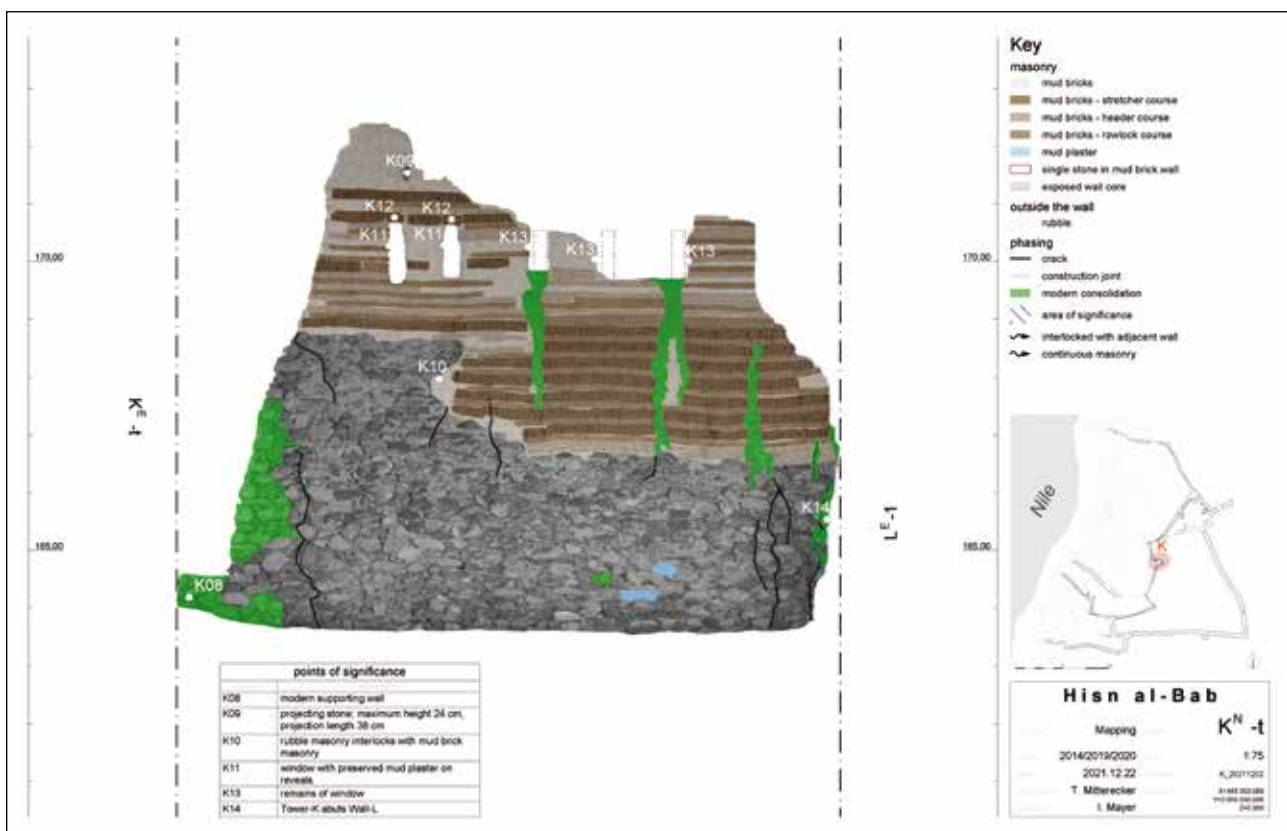 Key
masonry
mud bricks
mud bricks - stretcher course
mud bricks - header course
mud bricks - rowlock course
mud plaster
single stone in mud brick wall
exposed wall core
outside the wall
rubble
phasing
crack
construction joint
modern consolidation
area of significance
interlocked with adjacent wall
continuous masonry
K09
K12 K12
K11 K11 K13 K13 K13
170,00 170,00
K10
Kᴱ -t
Lᴱ-1
K14
165,00 165,00
K08
Nile
K
points of significance
K08 modern supporting wall
K09 projecting stone; maximum height 24 cm,
projection length 38 cm
K10 rubble masonry interlocks with mud brick
masonry
K11 window with preserved mud plaster on
reveals
K13 remains of window
K14 Tower-K abuts Wall-L
Hisn al-Bab
Mapping Kᴺ -t
2014/2019/2020 1:75
2021.12.22 K_20211202
T. Mitterecker
I. Mayer